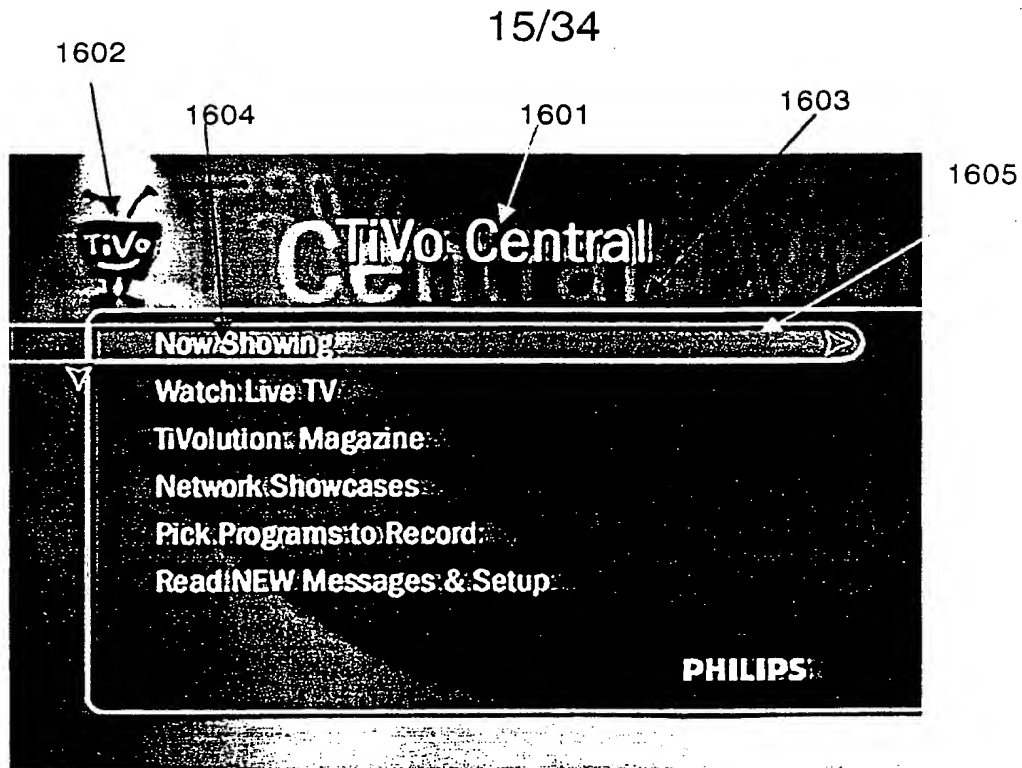 15/34
1602
1604
1601
1603
1605
TiVo
TiVo Central
Central
Now Showing
Watch Live TV
TiVolution Magazine
Network Showcases
Pick Programs to Record
Read NEW Messages & Setup
PHILIPS